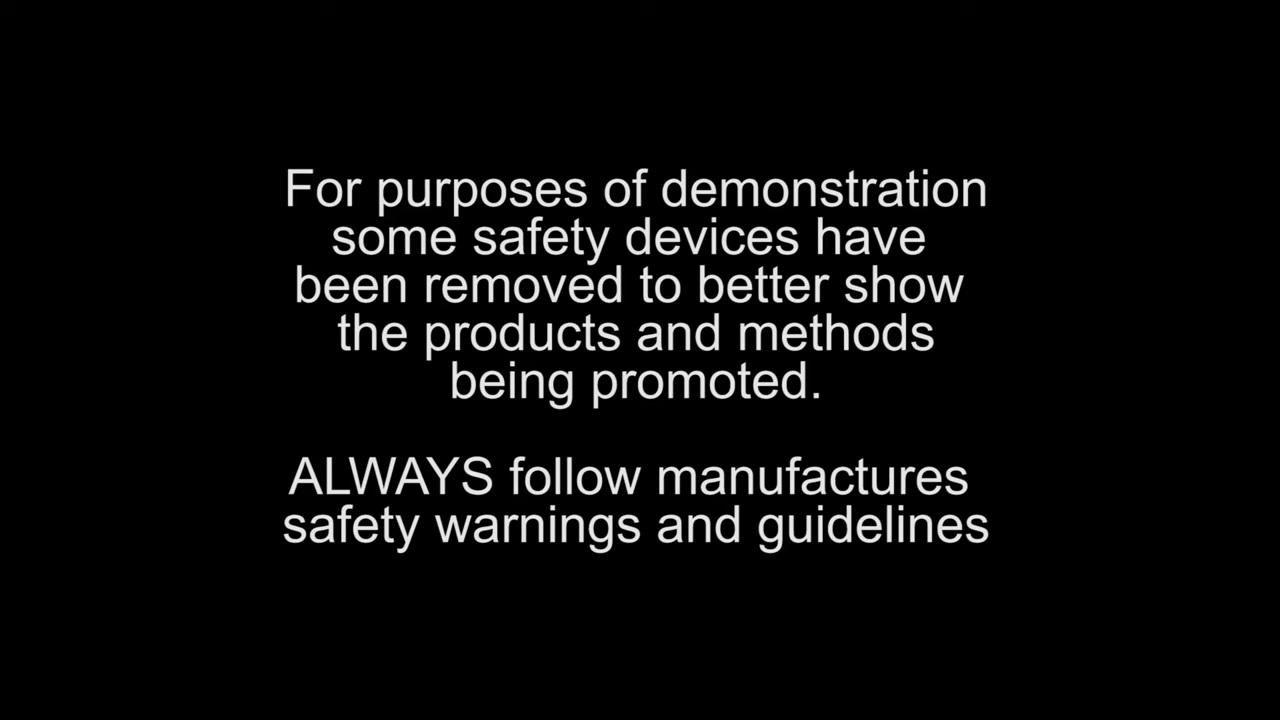 For purposes of demonstration
some safety devices have
been removed to better show
the products and methods
being promoted.
ALWAYS follow manufactures
safety warnings and guidelines